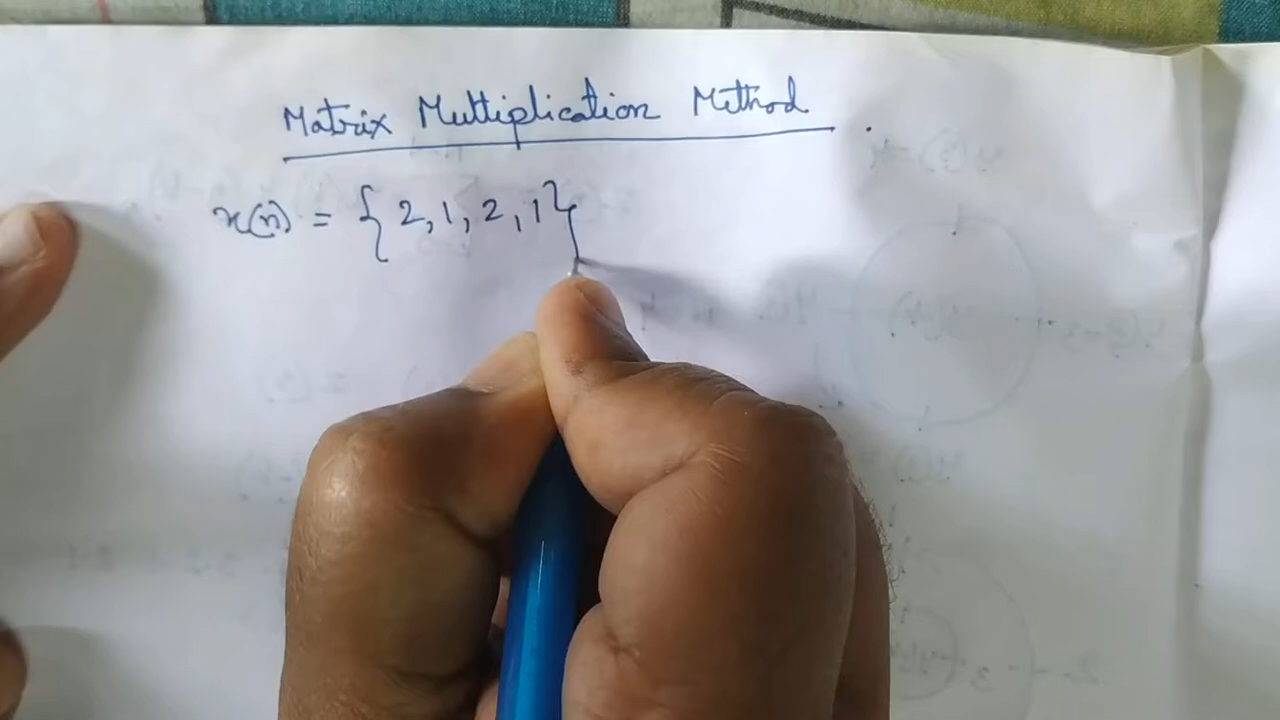 Matrix Multiplication Method
x(n) = {2,1,2,1}